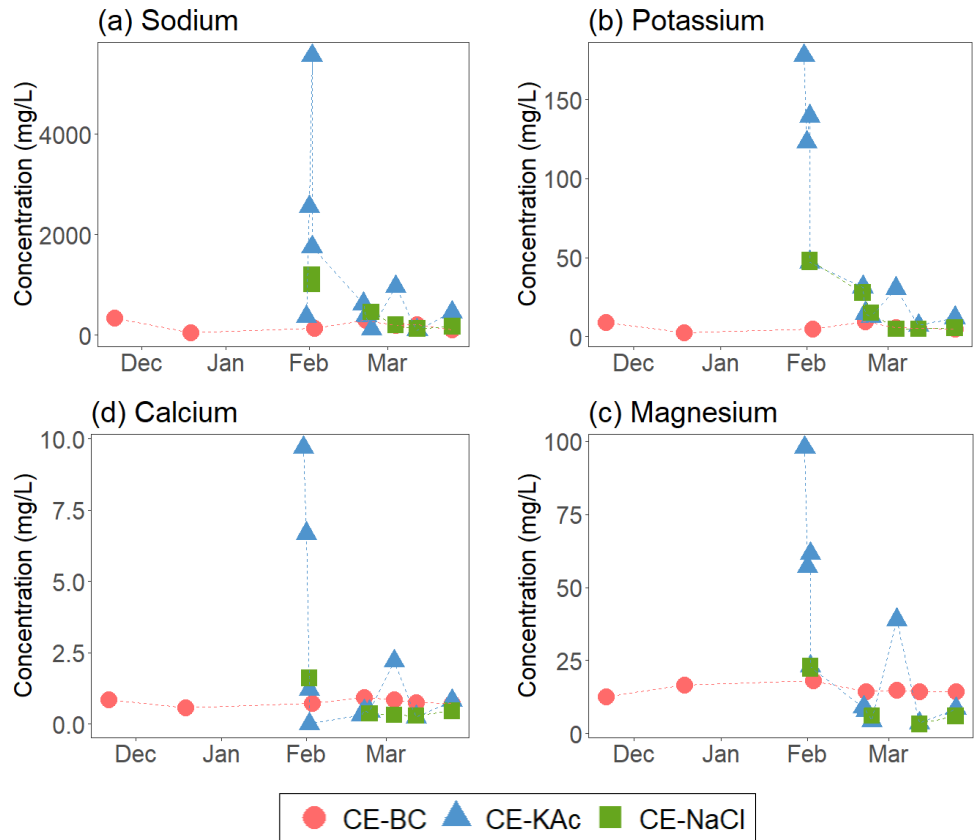 (a) Sodium
Concentration (mg/L)
4000
2000
0
Dec Jan Feb Mar
(b) Potassium
Concentration (mg/L)
150
100
50
0
Dec Jan Feb Mar
(d) Calcium
Concentration (mg/L)
10.0
7.5
5.0
2.5
0.0
Dec Jan Feb Mar
(c) Magnesium
Concentration (mg/L)
100
75
50
25
0
Dec Jan Feb Mar
CE-BC CE-KAc CE-NaCl